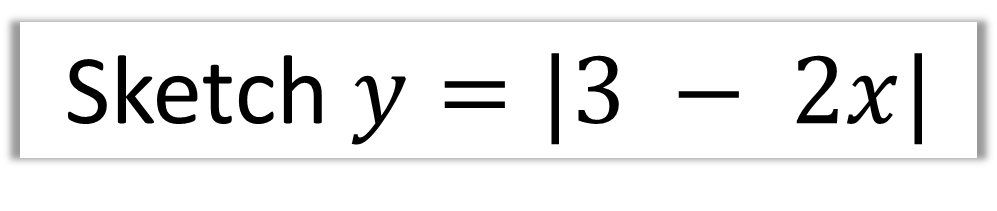 Sketch y = |3 − 2x|